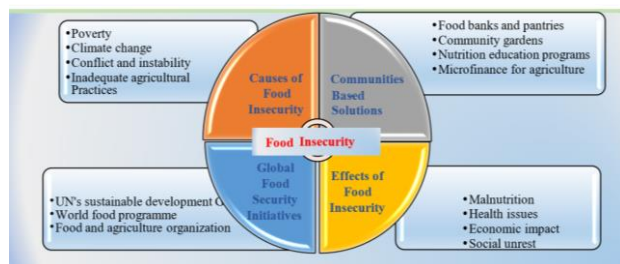 • Poverty
• Climate change
• Conflict and instability
• Inadequate agricultural
Practices
Causes of
Food
Insecurity
Communities
Based
Solutions
• Food banks and pantries
• Community gardens
• Nutrition education programs
• Microfinance for agriculture
Food Insecurity
• UN's sustainable development
• World food programme
• Food and agriculture organization
Global
Food
Security
Initiatives
Effects of
Food
Insecurity
• Malnutrition
• Health issues
• Economic impact
• Social unrest